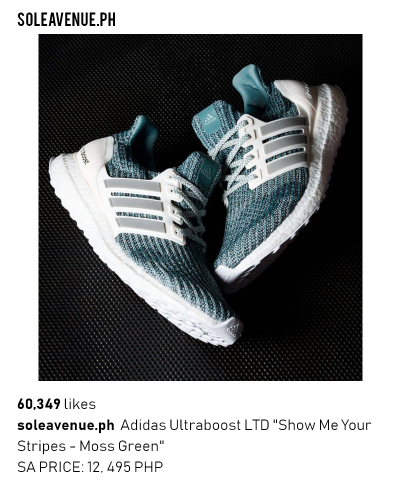 SOLEAVENUE.PH
60,349 likes
soleavenue.ph Adidas Ultraboost LTD "Show Me Your
Stripes - Moss Green"
SA PRICE: 12, 495 PHP